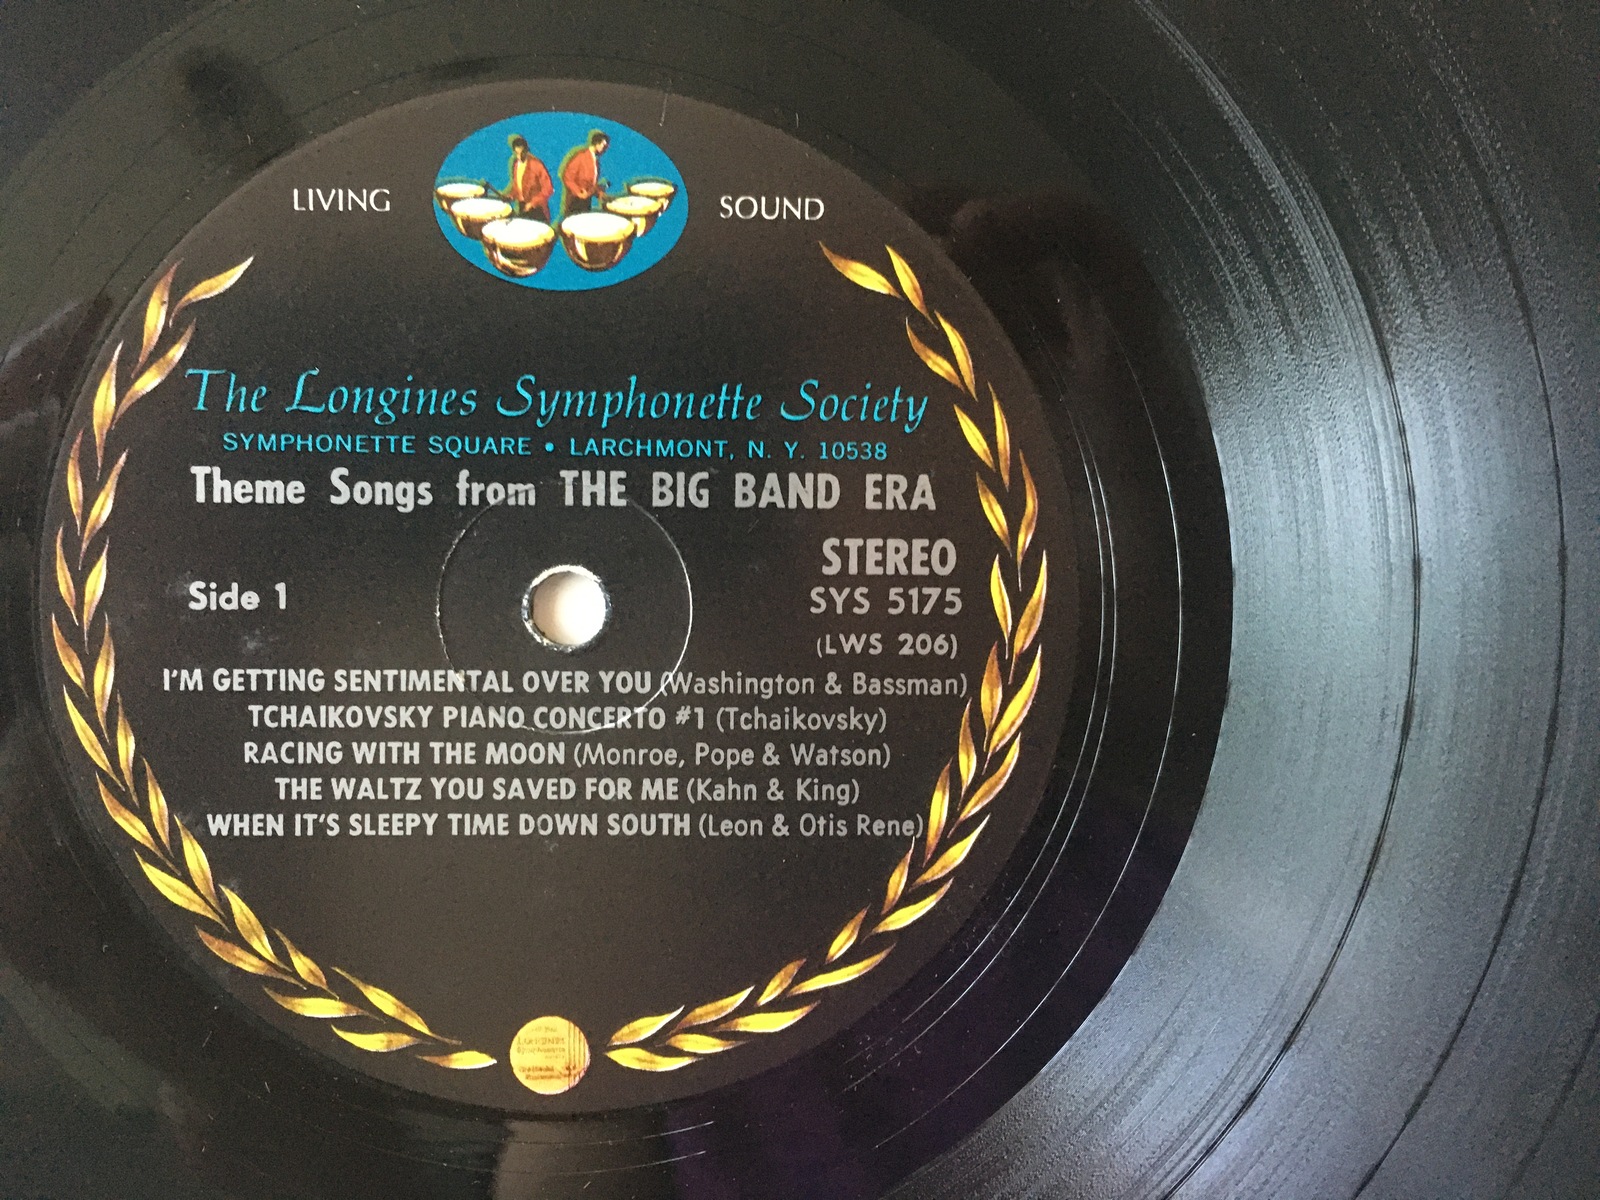 LIVING SOUND
The Longines Symphonette Society
SYMPHONETTE SQUARE • LARCHMONT, N. Y. 10538
Theme Songs from THE BIG BAND ERA
STEREO
Side 1
SYS 5175
(LWS 206)
I'M GETTING SENTIMENTAL OVER YOU (Washington & Bassman)
TCHAIKOVSKY PIANO CONCERTO #1 (Tchaikovsky)
RACING WITH THE MOON (Monroe, Pope & Watson)
THE WALTZ YOU SAVED FOR ME (Kahn & King)
WHEN IT'S SLEEPY TIME DOWN SOUTH (Leon & Otis Rene)
LONGINES